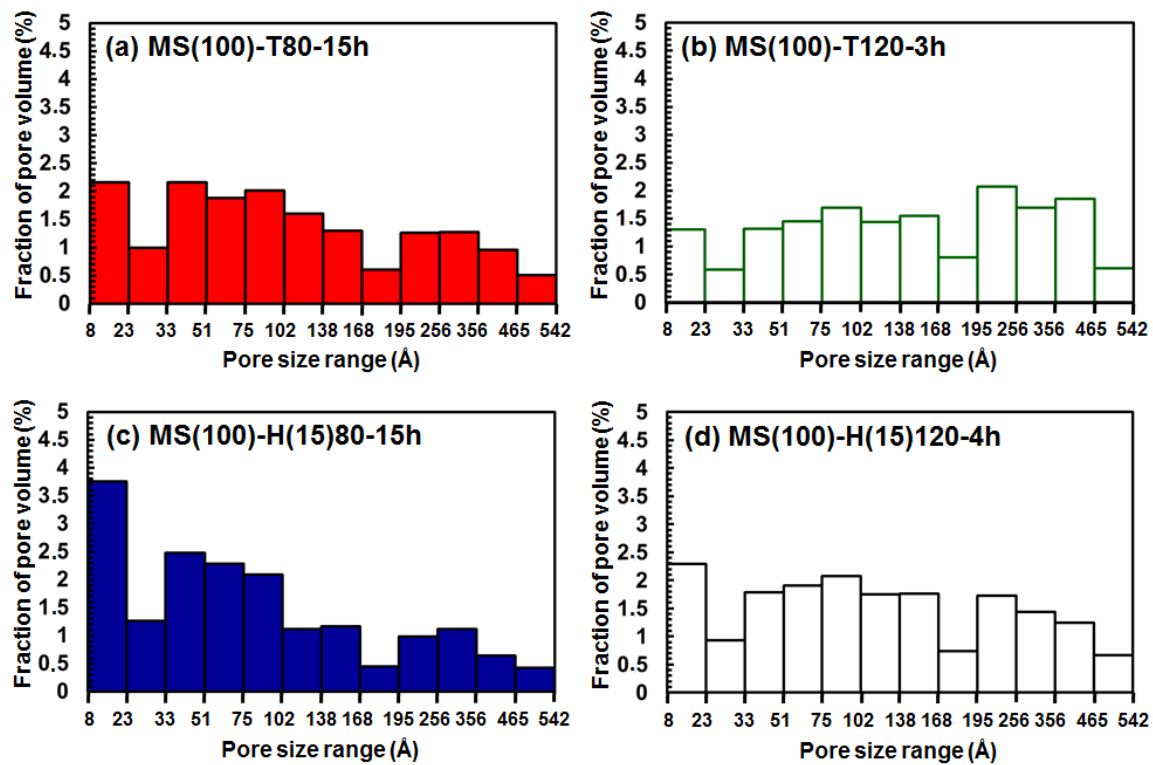 (a) MS(100)-T80-15h
Fraction of pore volume (%)
5
4.5
4
3.5
3
2.5
2
1.5
1
0.5
0
8 23 33 51 75 102 138 168 195 256 356 465 542
Pore size range (Å)
(b) MS(100)-T120-3h
Fraction of pore volume (%)
5
4.5
4
3.5
3
2.5
2
1.5
1
0.5
0
8 23 33 51 75 102 138 168 195 256 356 465 542
Pore size range (Å)
(c) MS(100)-H(15)80-15h
Fraction of pore volume (%)
5
4.5
4
3.5
3
2.5
2
1.5
1
0.5
0
8 23 33 51 75 102 138 168 195 256 356 465 542
Pore size range (Å)
(d) MS(100)-H(15)120-4h
Fraction of pore volume (%)
5
4.5
4
3.5
3
2.5
2
1.5
1
0.5
0
8 23 33 51 75 102 138 168 195 256 356 465 542
Pore size range (Å)